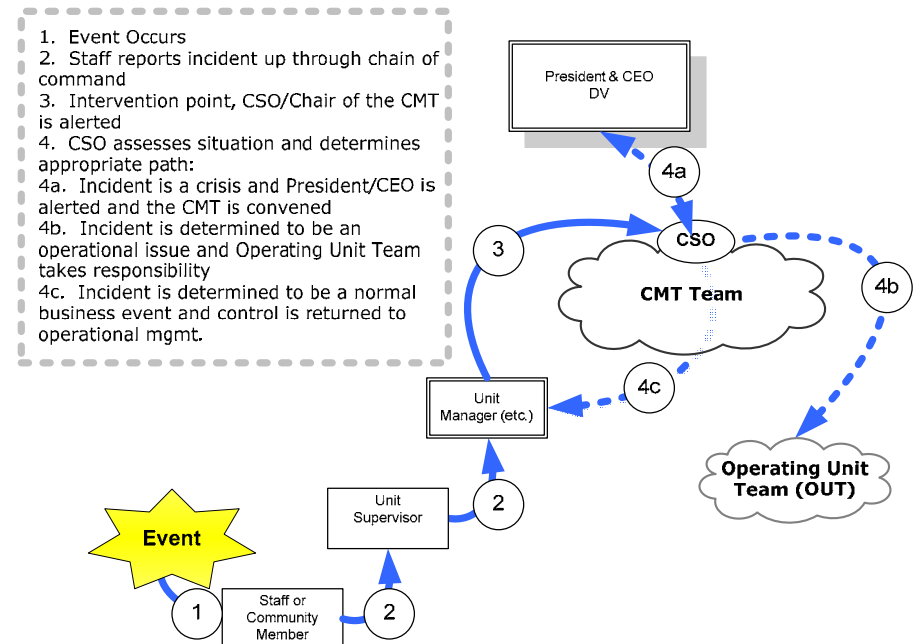 1.  Event Occurs
2.  Staff reports incident up through chain of
command
3.  Intervention point, CSO/Chair of the CMT
is alerted
4.  CSO assesses situation and determines
appropriate path:
4a.  Incident is a crisis and President/CEO is
alerted and the CMT is convened
4b.  Incident is determined to be an
operational issue and Operating Unit Team
takes responsibility
4c.  Incident is determined to be a normal
business event and control is returned to
operational mgmt.
President & CEO
DV
4a
CSO
3
CMT Team
4b
4c
Unit
Manager (etc.)
Operating Unit
Team (OUT)
Unit
Supervisor
2
Event
1
Staff or
Community
Member
2